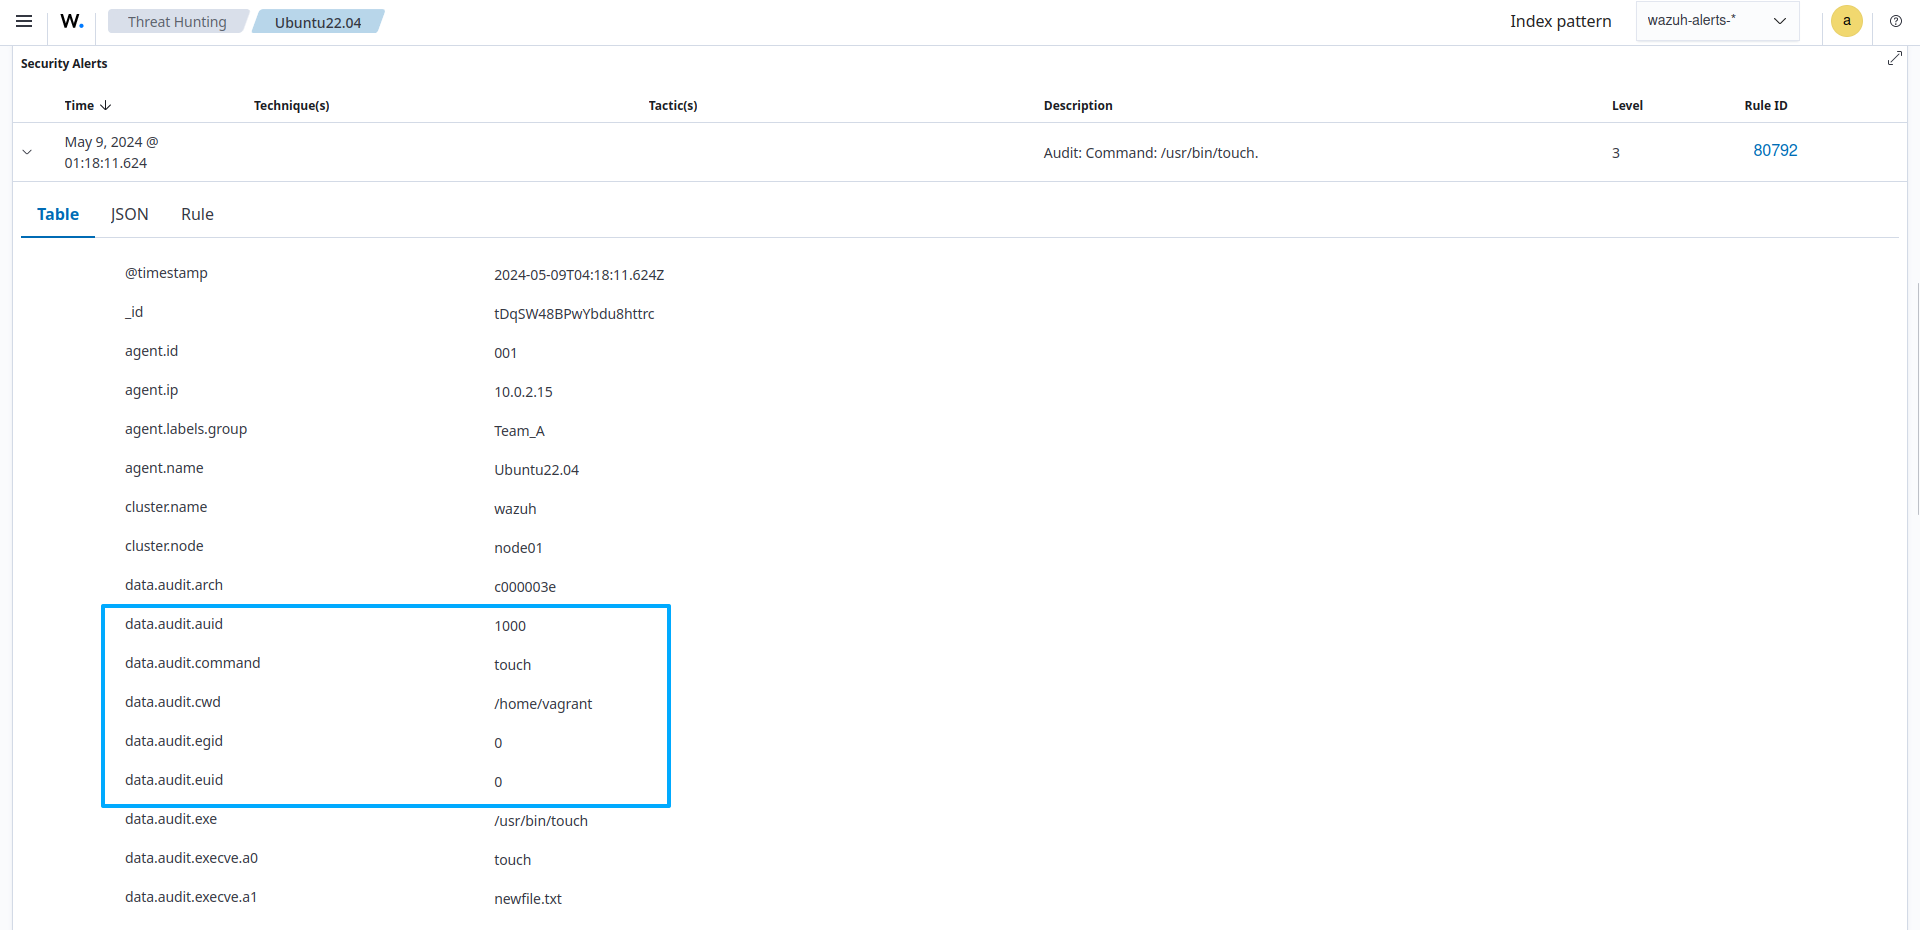 W.
Threat Hunting
Ubuntu22.04
Index pattern
wazuh-alerts-*
a
Security Alerts
Time Technique(s) Tactic(s) Description Level Rule ID
May 9, 2024 @
01:18:11.624
Audit: Command: /usr/bin/touch. 3 80792
Table JSON Rule
@timestamp 2024-05-09T04:18:11.624Z
_id tDqSW48BPwYbdu8httrc
agent.id 001
agent.ip 10.0.2.15
agent.labels.group Team_A
agent.name Ubuntu22.04
cluster.name wazuh
cluster.node node01
data.audit.arch c000003e
data.audit.auid 1000
data.audit.command touch
data.audit.cwd /home/vagrant
data.audit.egid 0
data.audit.euid 0
data.audit.exe /usr/bin/touch
data.audit.execve.a0 touch
data.audit.execve.a1 newfile.txt